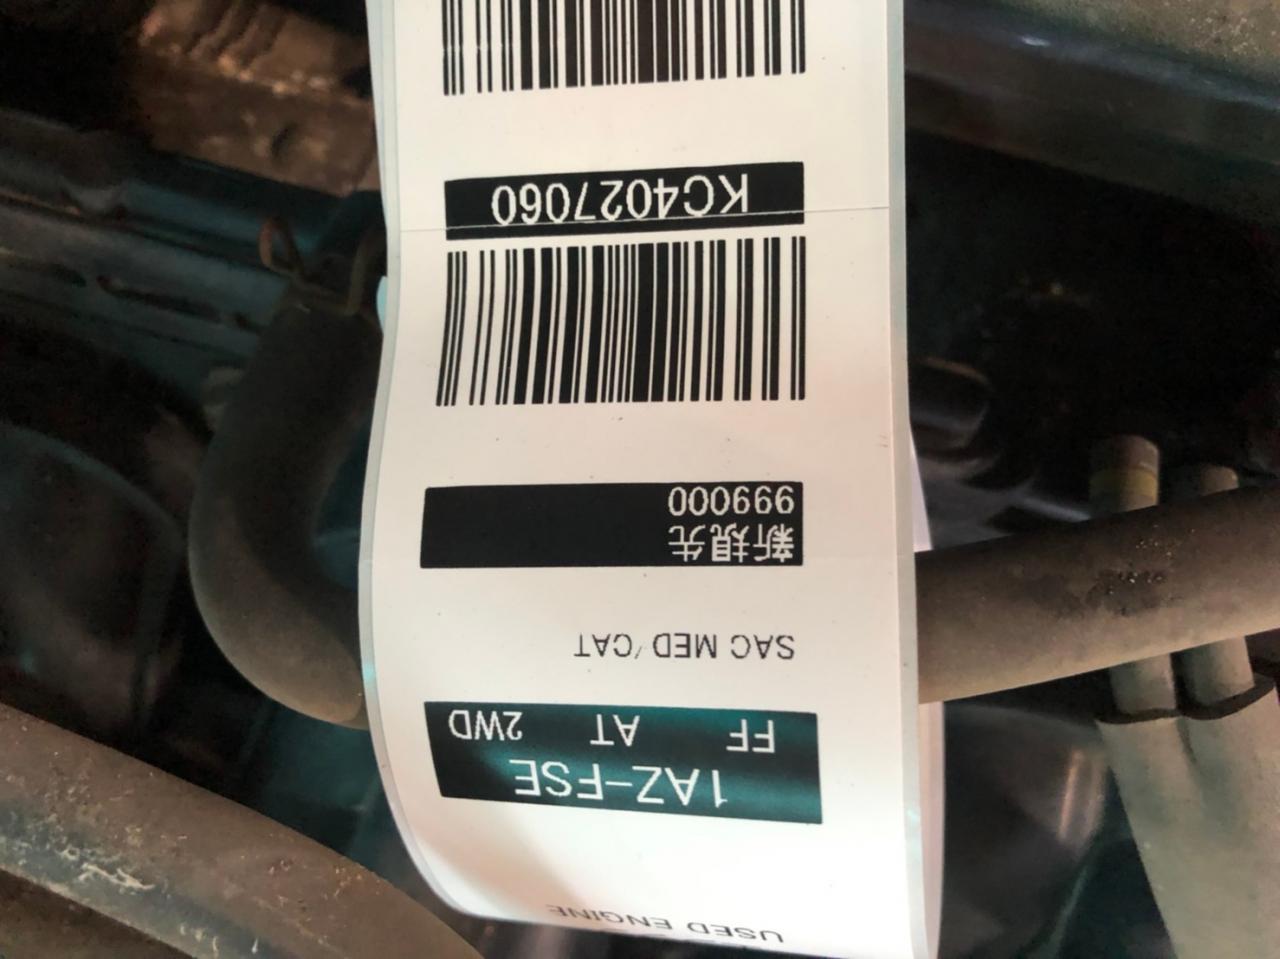 USED ENGINE
1AZ-FSE
FF AT 2WD
SAC MED/CAT
新規先
999000
KC4027060